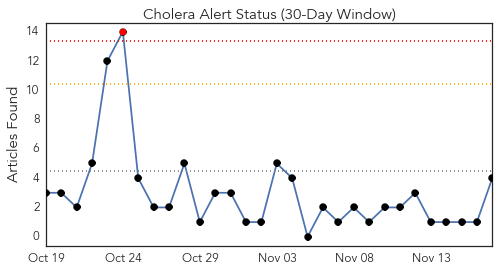 Cholera Alert Status (30-Day Window)
Articles Found
14
12
10
8
6
4
2
0
Oct 19
Oct 24
Oct 29
Nov 03
Nov 08
Nov 13